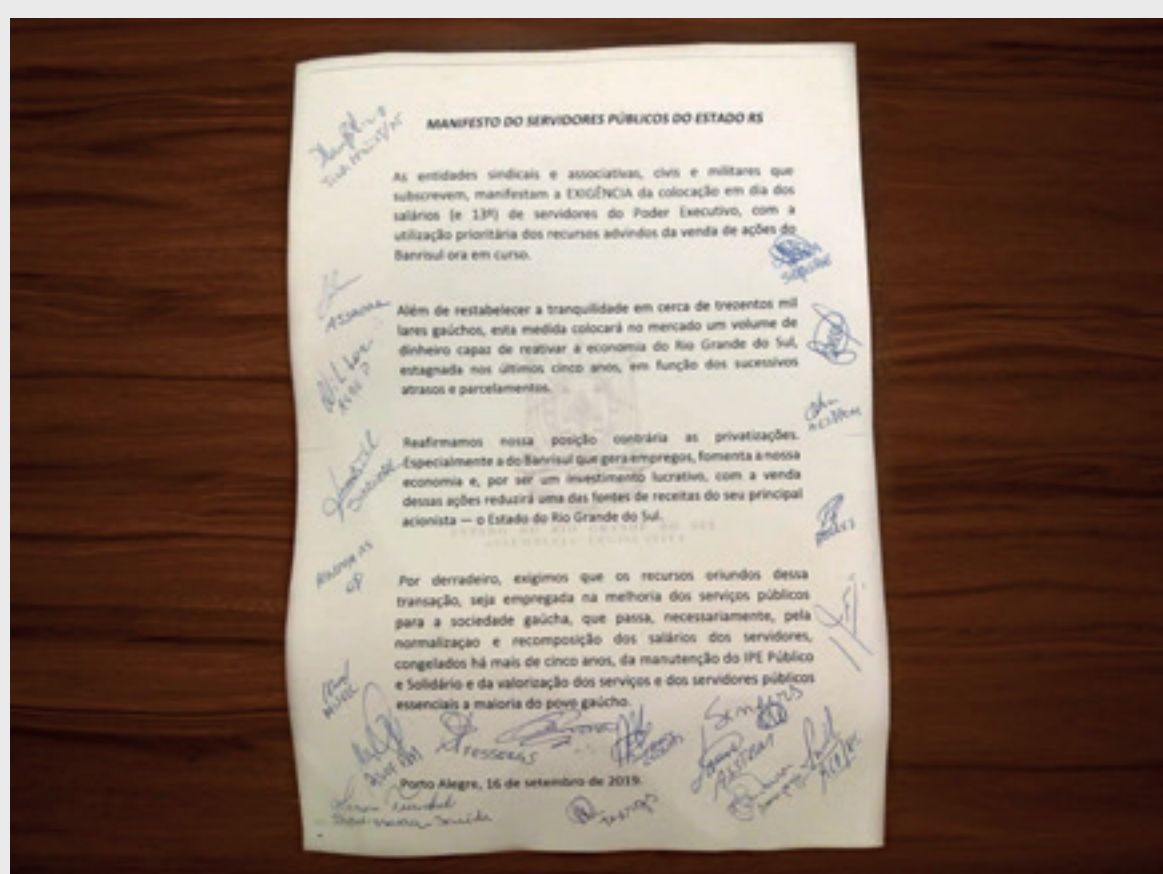 MANIFESTO DO SERVIDORES PÚBLICOS DO ESTADO RS
As entidades sindicais e associativas, civis e militares que
subscrevem, manifestam a EXIGÊNCIA da colocação em dia dos
salários (e 13º) de servidores do Poder Executivo, com a
utilização prioritária dos recursos advindos da venda de ações do
Banrisul ora em curso.
Além de restabelecer a tranquilidade em cerca de trezentos mil
lares gaúchos, esta medida colocará no mercado um volume de
dinheiro capaz de reativar a economia do Rio Grande do Sul,
estagnada nos últimos cinco anos, em função dos sucessivos
atrasos e parcelamentos.
Reafirmamos nossa posição contrária as privatizações.
Especialmente a do Banrisul que gera empregos, fomenta a nossa
economia e, por ser um investimento lucrativo, com a venda
dessas ações reduzirá uma das fontes de receitas do seu principal
acionista — o Estado do Rio Grande do Sul.
ESTADO DO RIO GRANDE DO SUL
ASSEMBLEIA LEGISLATIVA
Por derradeiro, exigimos que os recursos oriundos dessa
transação, seja empregada na melhoria dos serviços públicos
para a sociedade gaúcha, que passa, necessariamente, pela
normalizaçao e recomposição dos salários dos servidores,
congelados há mais de cinco anos, da manutenção do IPE Público
e Solidário e da valorização dos serviços e dos servidores públicos
essenciais a maioria do povo gaúcho.
Porto Alegre, 16 de setembro de 2019.